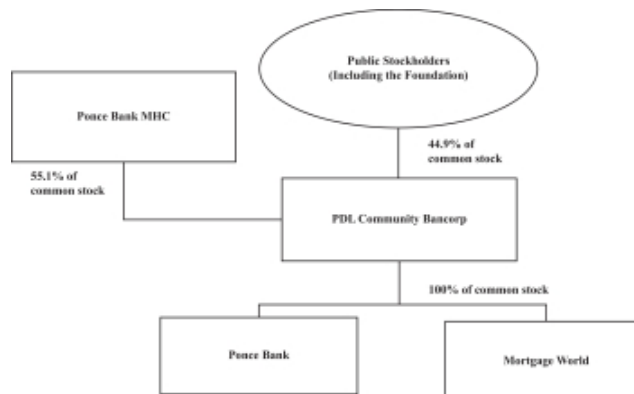 Public Stockholders
(Including the Foundation)
Ponce Bank MHC
44.9% of
common stock
55.1% of
common stock
PDL Community Bancorp
100% of common stock
Ponce Bank
Mortgage World